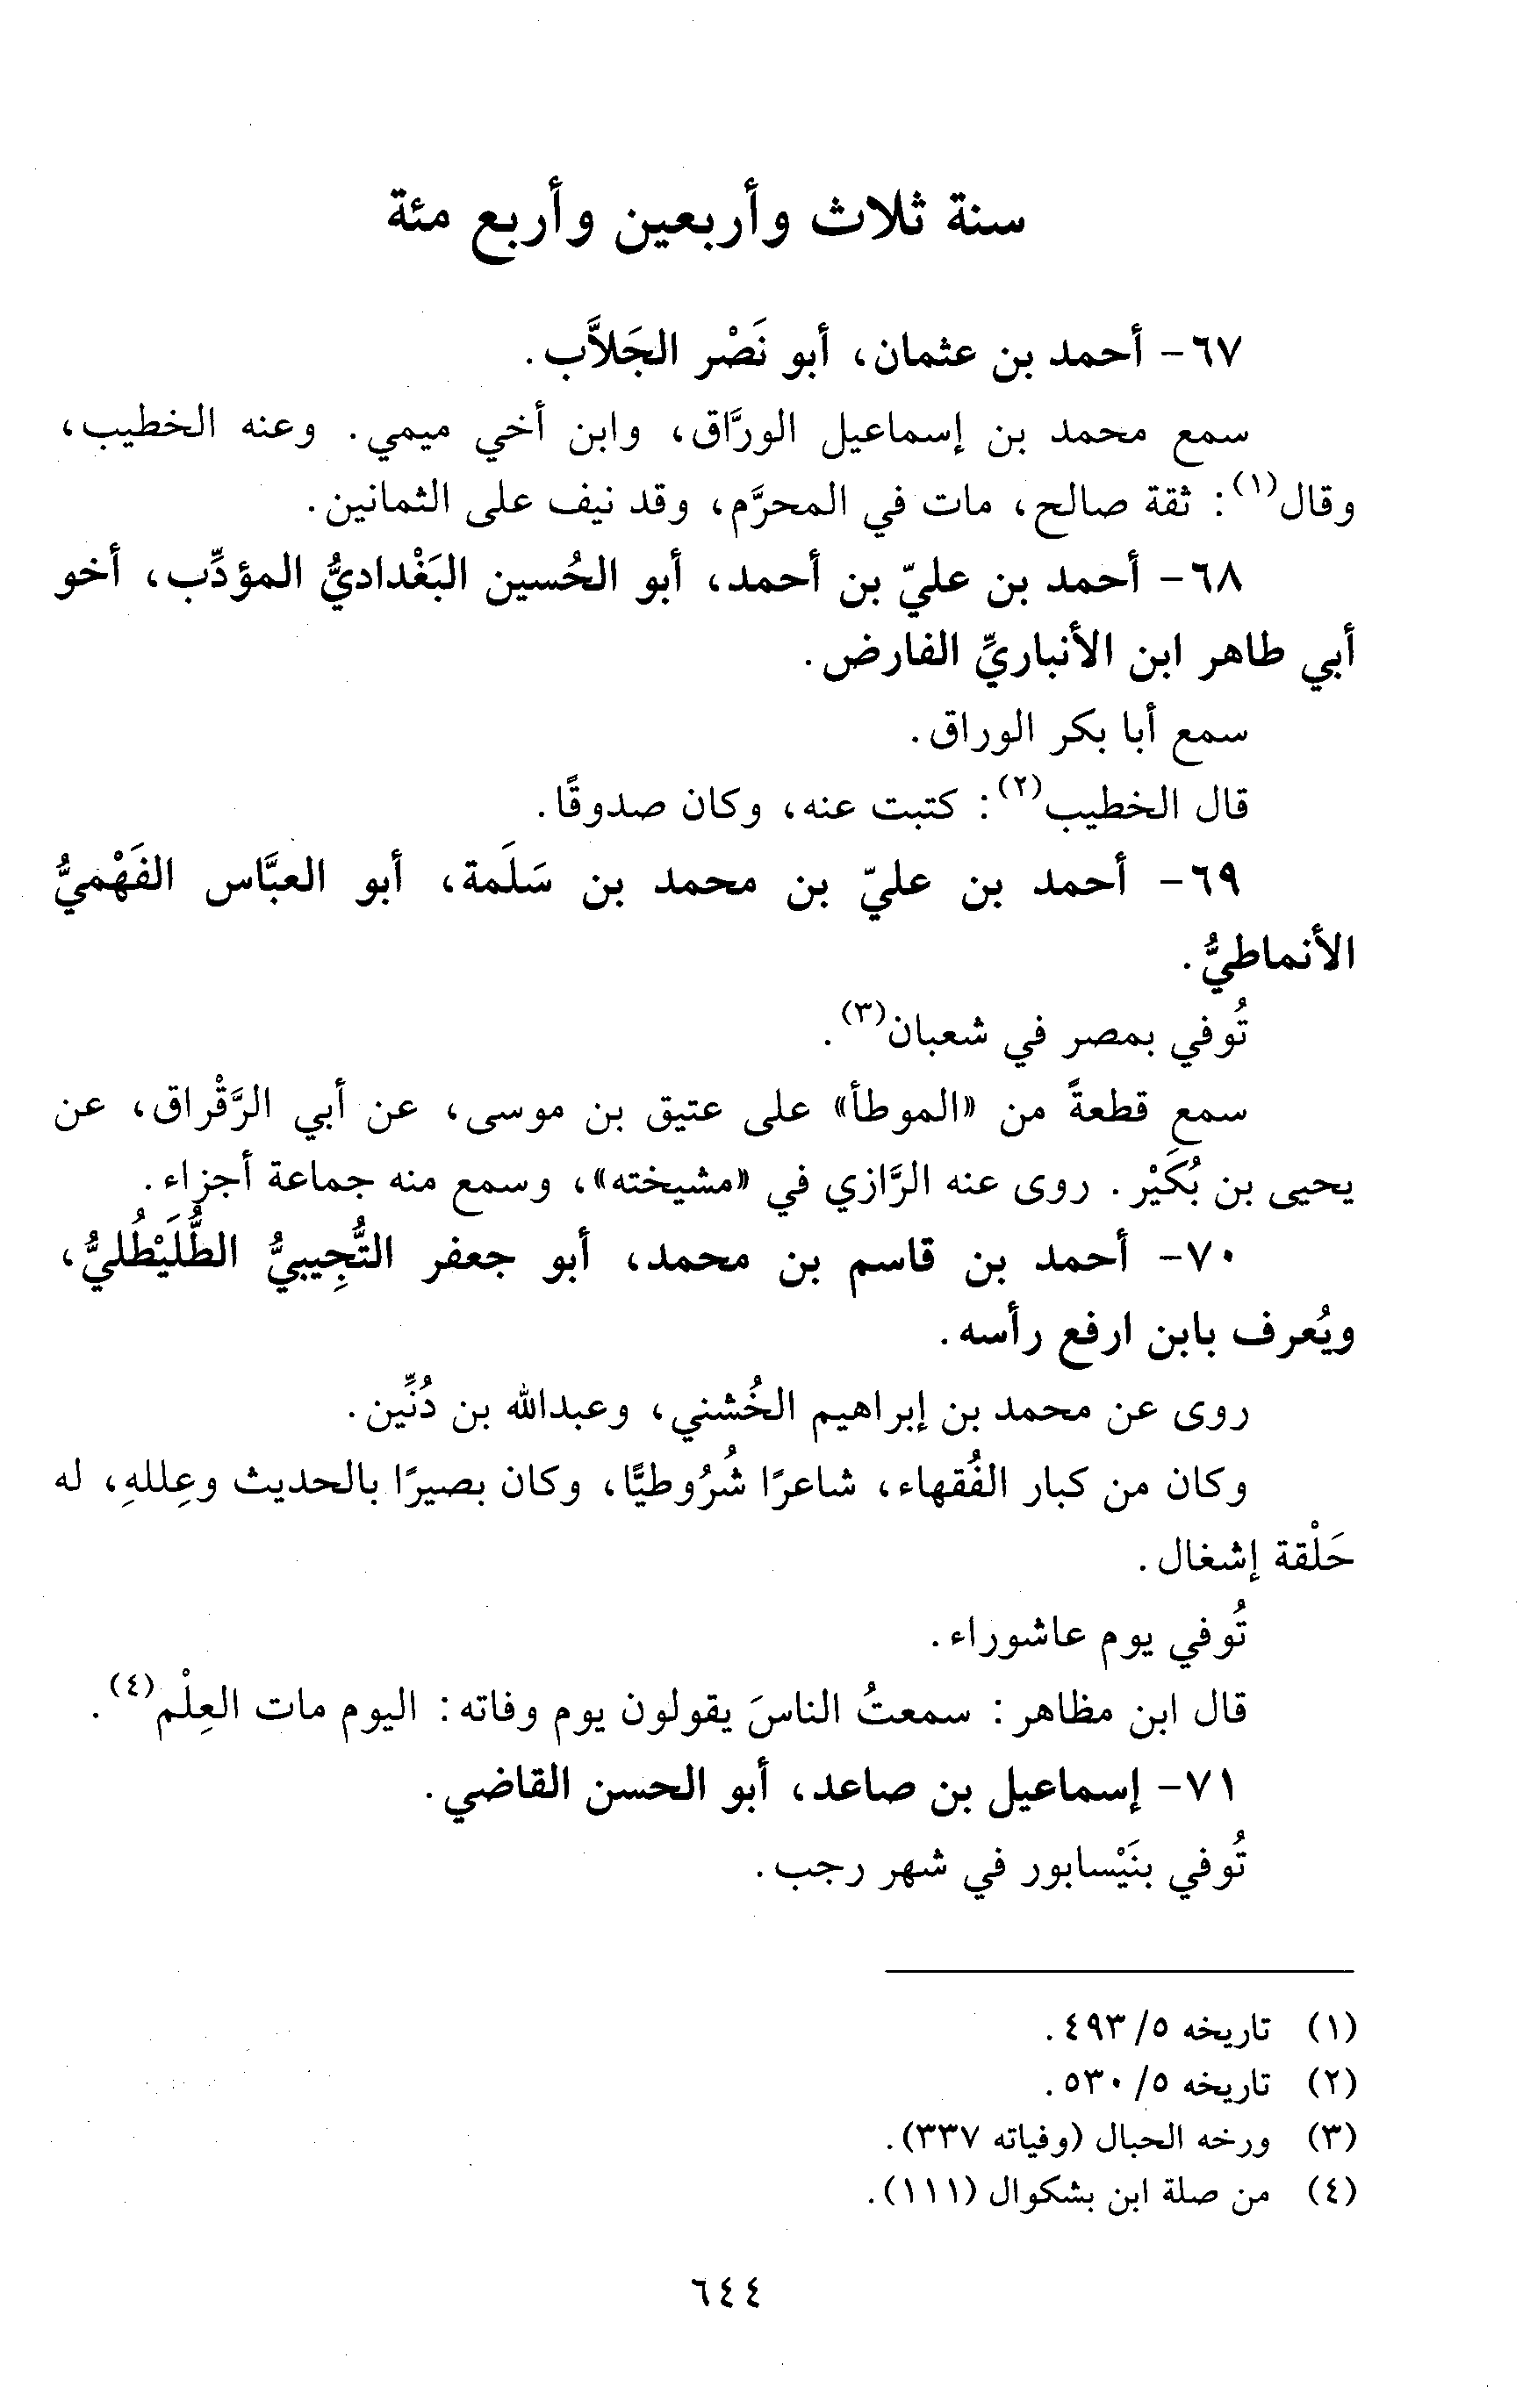 سنة ثلاث وأربعين وأربع مئة
٦٧- أحمد بن عثمان، أبو نَصْر الجَلاَّب.
سمع محمد بن إسماعيل الورَّاق، وابن أخي ميمي. وعنه الخطيب،
وقال(١): ثقة صالح، مات في المحرَّم، وقد نيف على الثمانين.
٦٨- أحمد بن عليّ بن أحمد، أبو الحُسين البَغْداديُّ المؤدِّب، أخو
أبي طاهر ابن الأنباريِّ الفارض.
سمع أبا بكر الوراق.
قال الخطيب(٢): كتبت عنه، وكان صدوقًا.
٦٩- أحمد بن عليّ بن محمد بن سَلَمة، أبو العبَّاس الفَهْميُّ
الأنماطيُّ.
تُوفي بمصر في شعبان(٣).
سمع قطعةً من «الموطأ» على عتيق بن موسى، عن أبي الرَّقْراق، عن
يحيى بن بُكَيْر. روى عنه الرَّازي في «مشيخته»، وسمع منه جماعة أجزاء.
٧٠- أحمد بن قاسم بن محمد، أبو جعفر التُّجِيبيُّ الطُّلَيْطُليُّ،
ويُعرف بابن ارفع رأسه.
روى عن محمد بن إبراهيم الخُشني، وعبدالله بن دُنِّين.
وكان من كبار الفُقهاء، شاعرًا شُرُوطيًّا، وكان بصيرًا بالحديث وعِللهِ، له
حَلْقة إشغال.
تُوفي يوم عاشوراء.
قال ابن مظاهر: سمعتُ الناسَ يقولون يوم وفاته: اليوم مات العِلْم(٤).
٧١- إسماعيل بن صاعد، أبو الحسن القاضي.
تُوفي بنَيْسابور في شهر رجب.
(١) تاريخه ٥/ ٤٩٣.
(٢) تاريخه ٥/ ٥٣٠.
(٣) ورخه الحبال (وفياته ٣٣٧).
(٤) من صلة ابن بشكوال (١١١).
٦٤٤